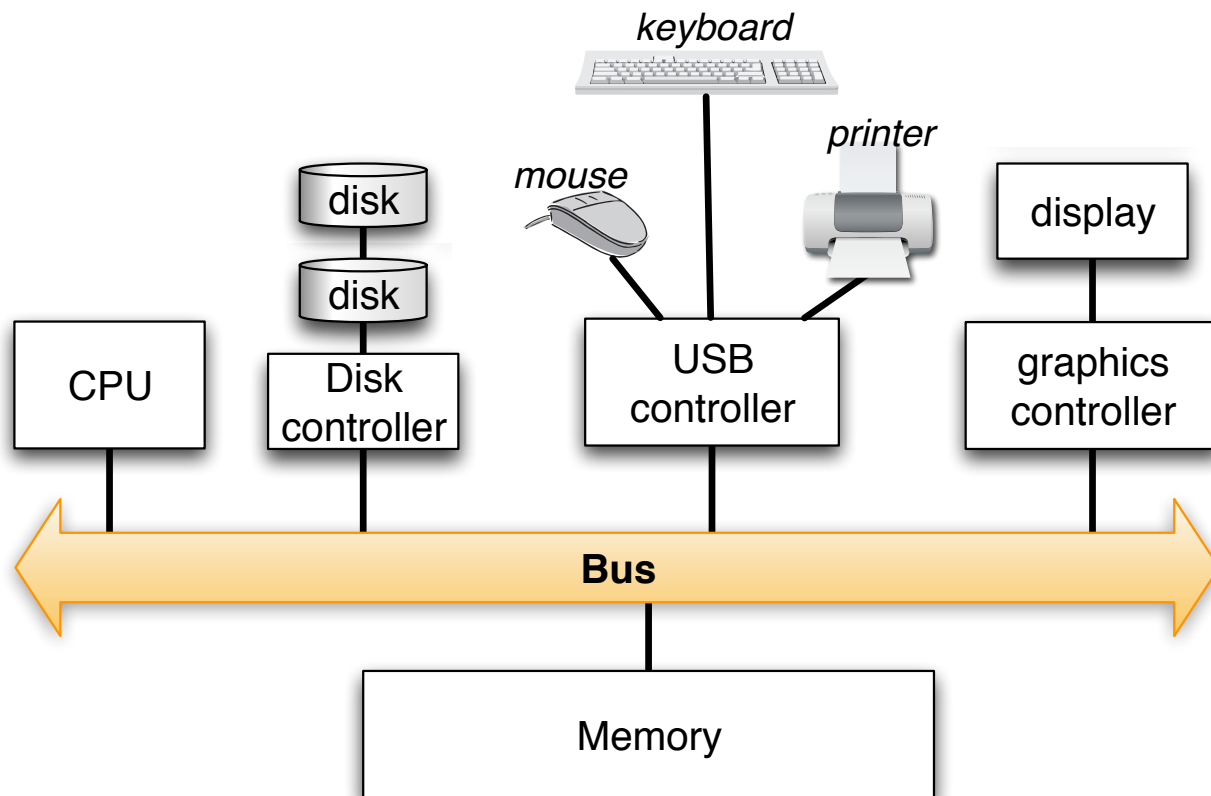 keyboard
printer
mouse
disk
display
disk
CPU
Disk
controller
USB
controller
graphics
controller
Bus
Memory